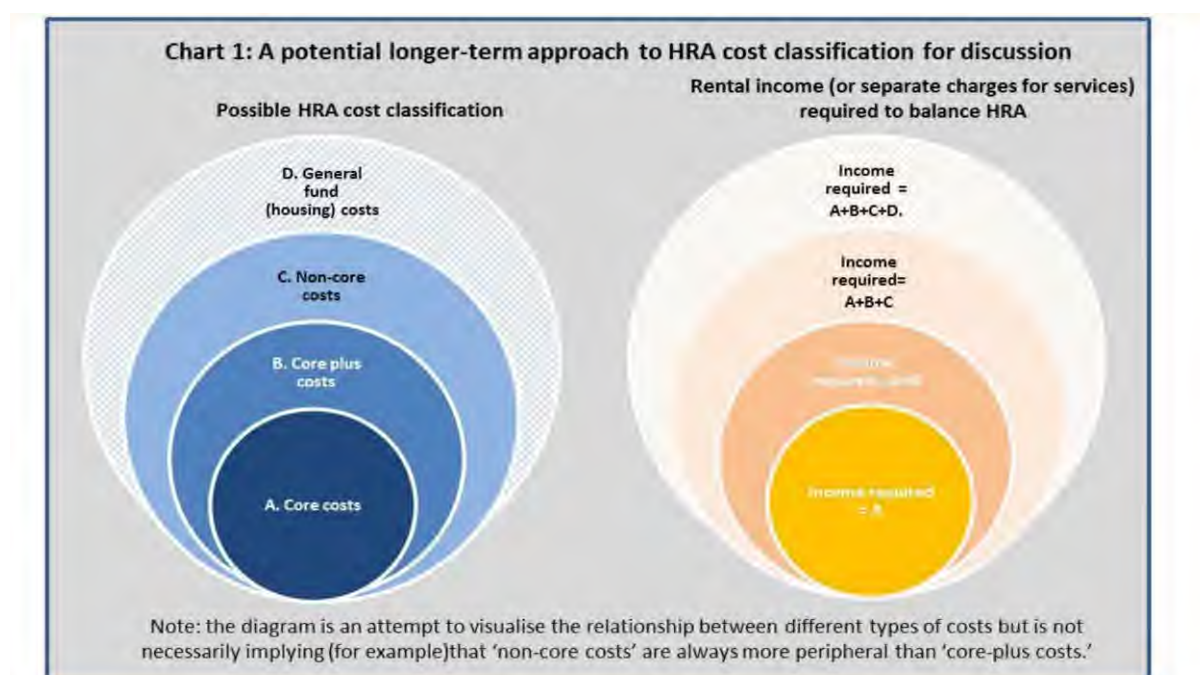 Chart 1: A potential longer-term approach to HRA cost classification for discussion
Possible HRA cost classification
D. General
fund
(housing) costs
C. Non-core
costs
B. Core plus
costs
A. Core costs
Rental income (or separate charges for services)
required to balance HRA
Income
required =
A+B+C+D.
Income
required=
A+B+C
Income required
= A
Note: the diagram is an attempt to visualise the relationship between different types of costs but is not
necessarily implying (for example)that ‘non-core costs’ are always more peripheral than ‘core-plus costs.’